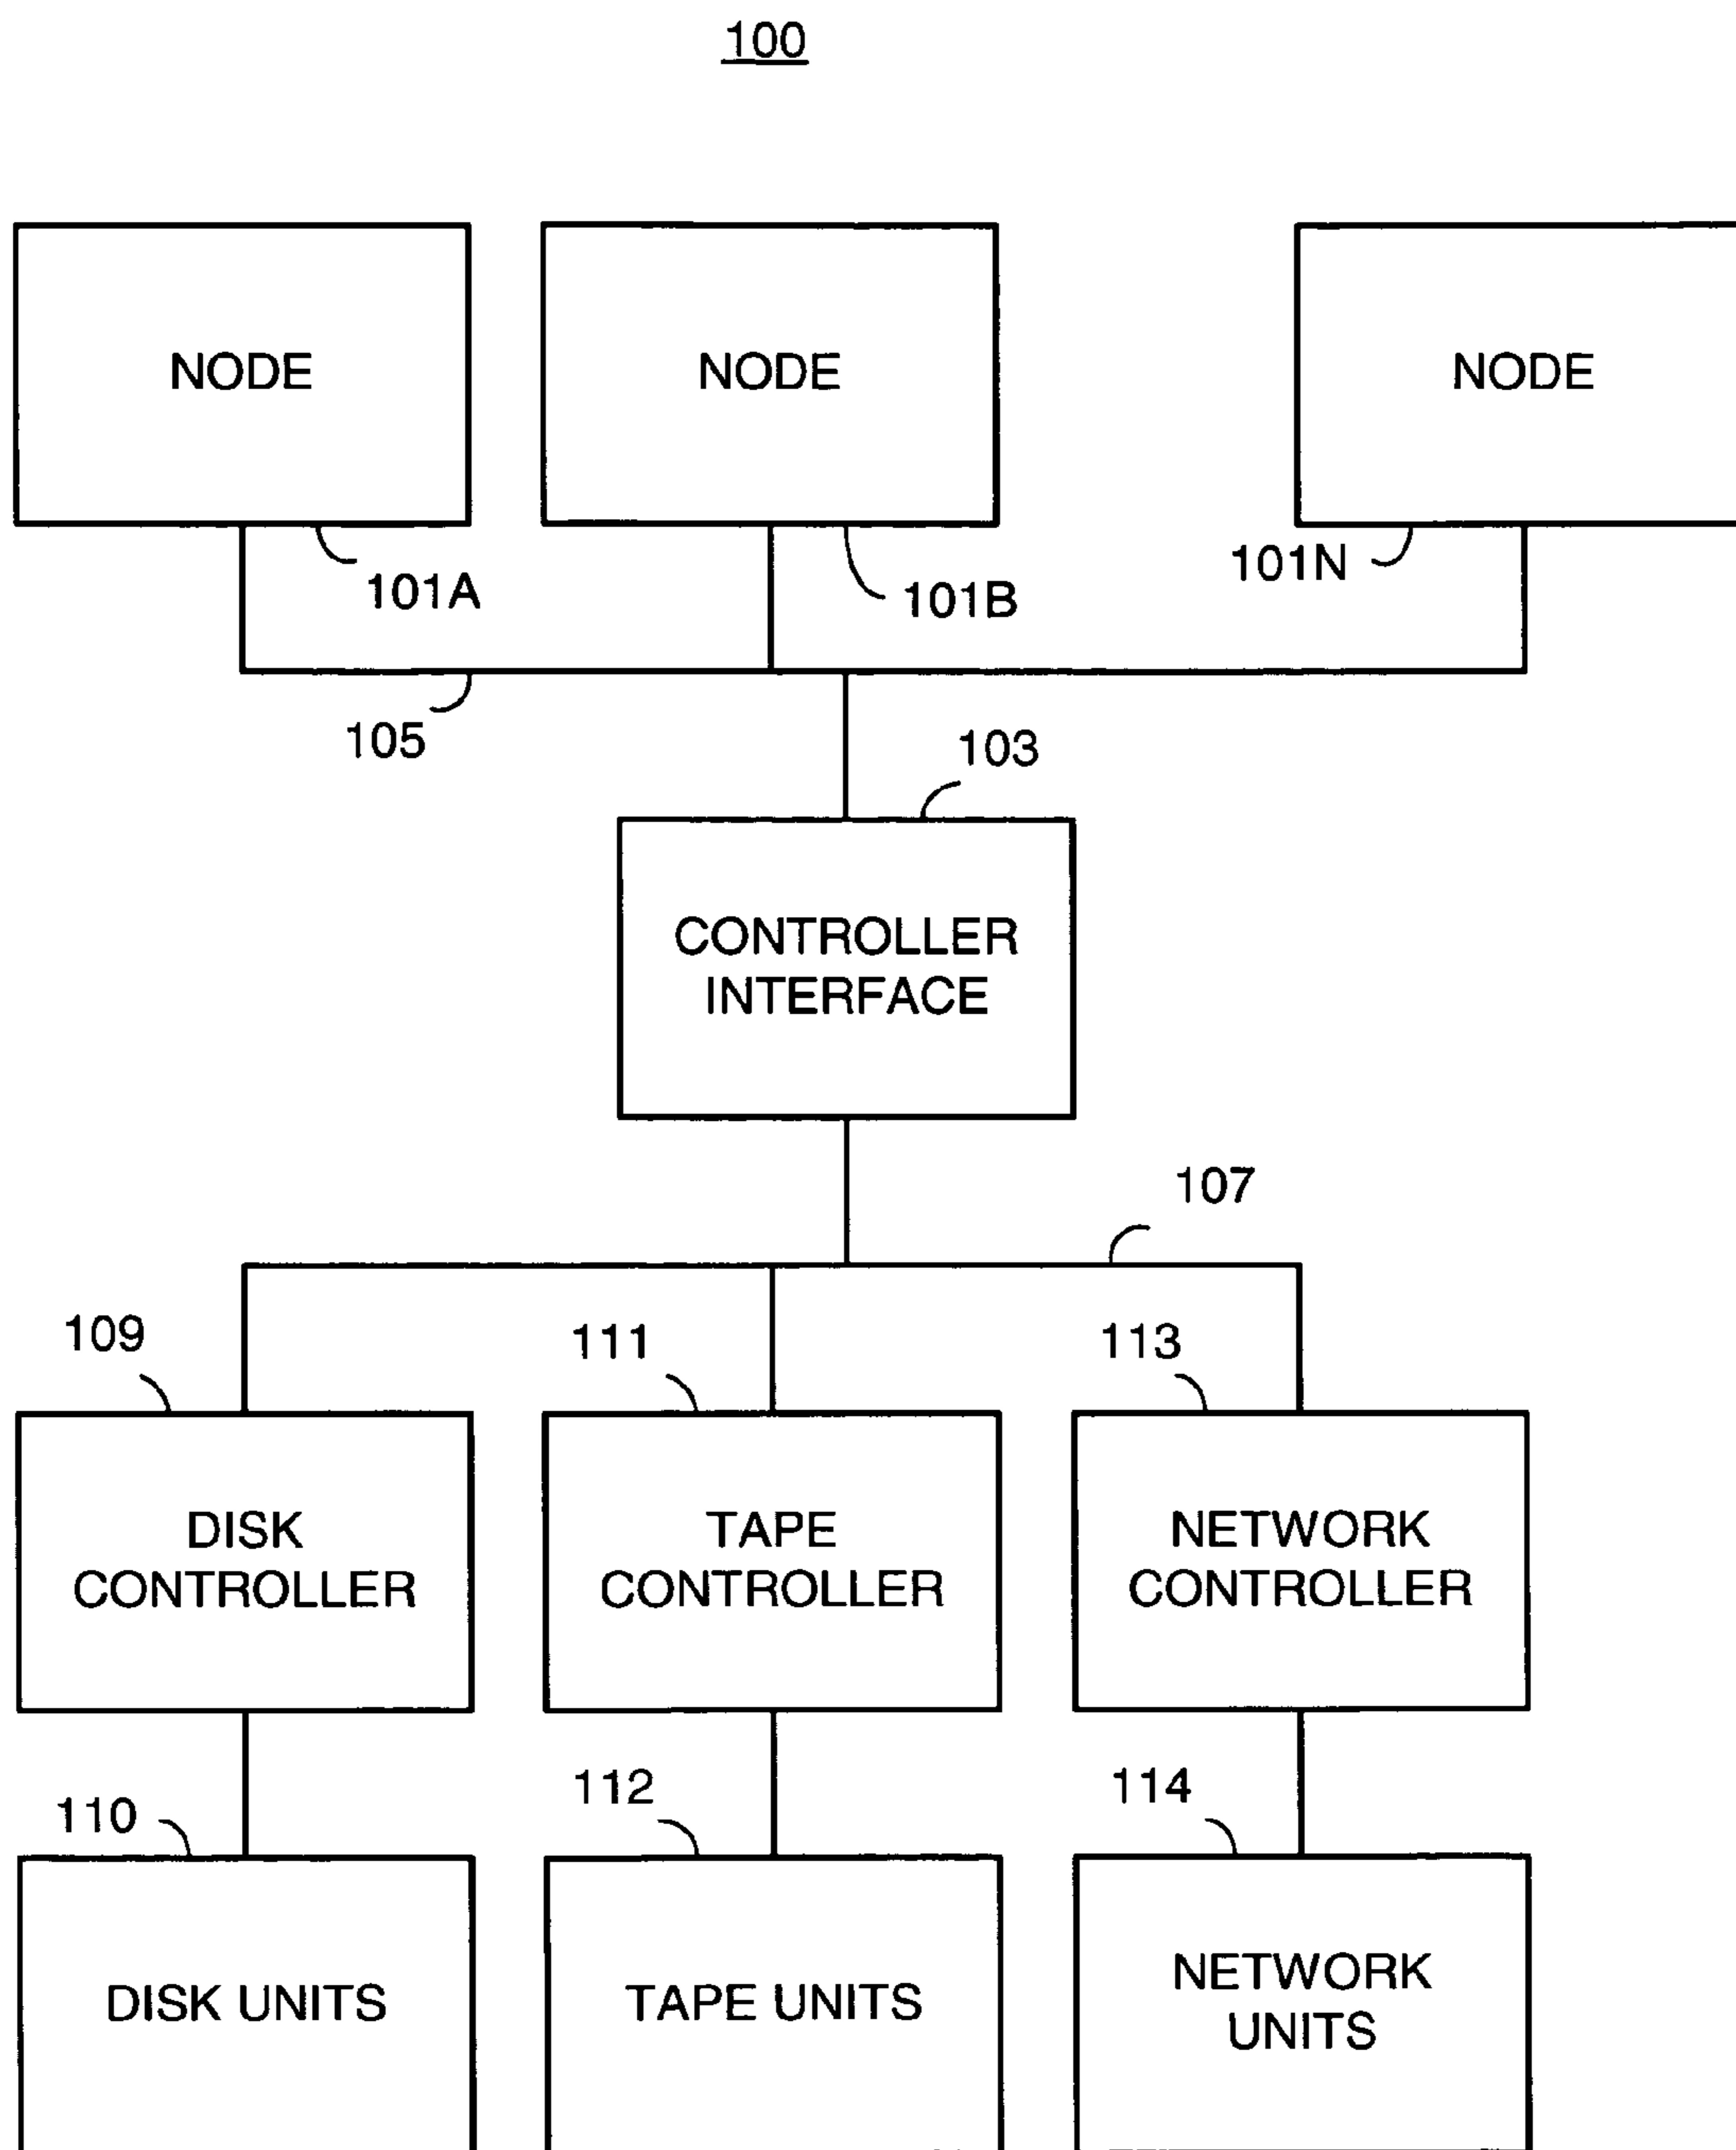 100
NODE
NODE
NODE
101A
101B
101N
105
103
CONTROLLER
INTERFACE
107
109
111
113
DISK
CONTROLLER
TAPE
CONTROLLER
NETWORK
CONTROLLER
110
112
114
DISK UNITS
TAPE UNITS
NETWORK
UNITS